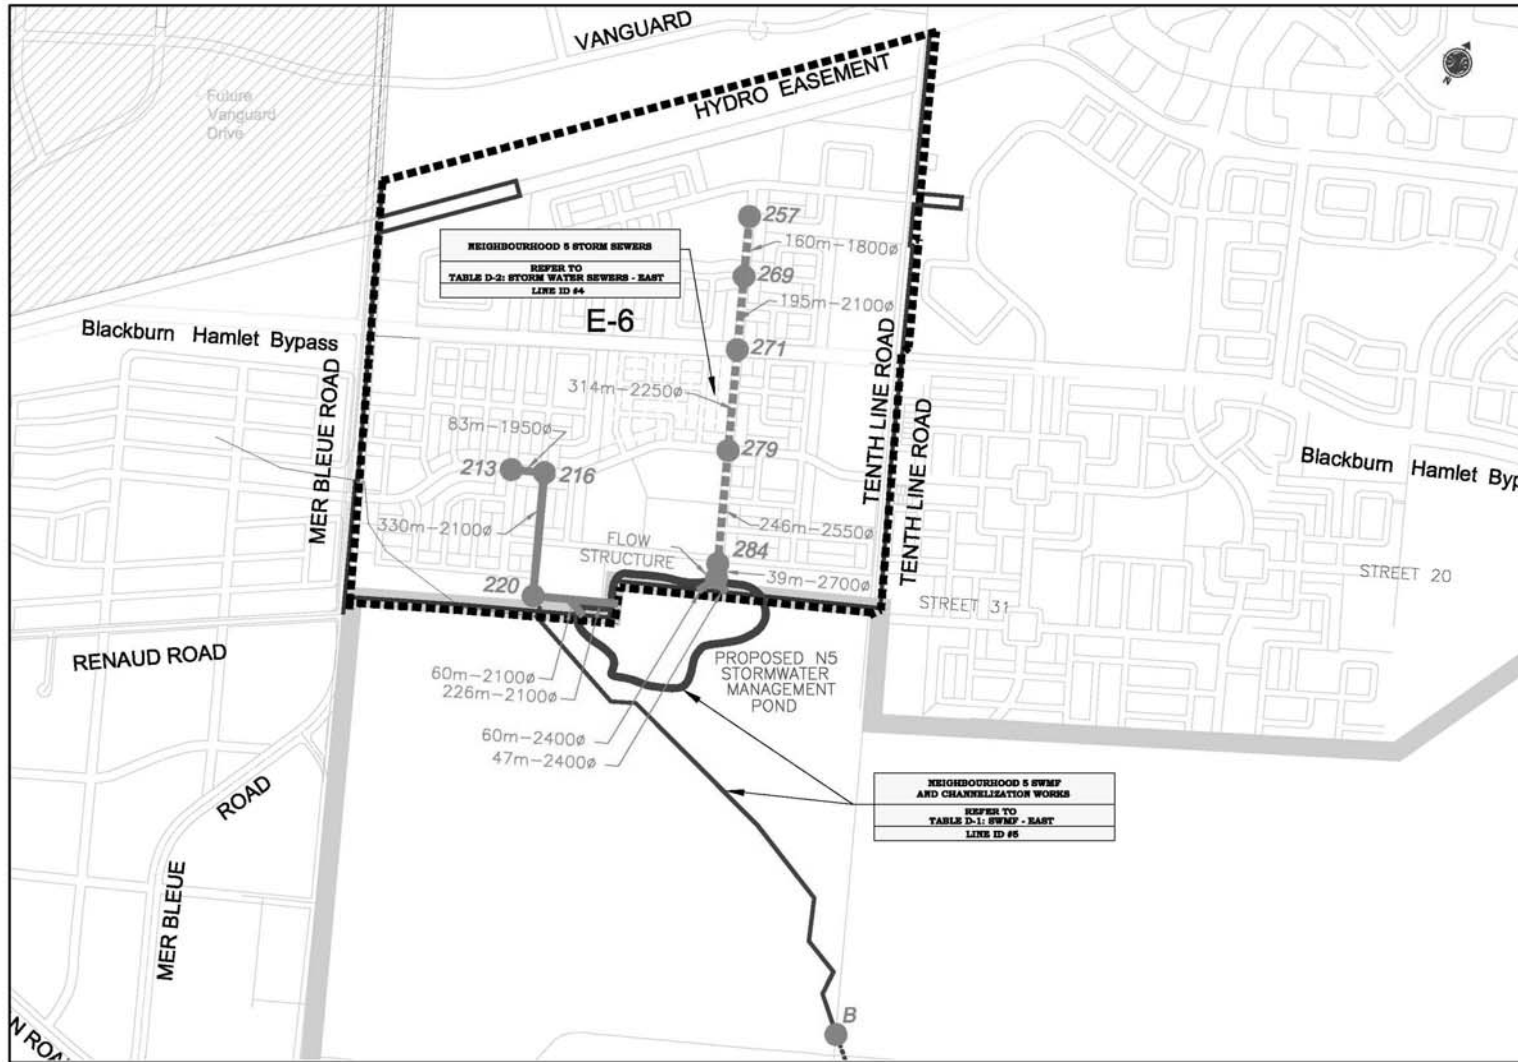 VANGUARD
HYDRO EASEMENT
Future
Vanguard
Drive
N
257
160m-1800ø
NEIGHBOURHOOD 5 STORM SEWERS
REFER TO
TABLE D-2: STORM WATER SEWERS - EAST
LINE ID #4
269
195m-2100ø
E-6
Blackburn Hamlet Bypass
271
314m-2250ø
MER BLEUE ROAD
TENTH LINE ROAD
TENTH LINE ROAD
83m-1950ø
279
213
216
Blackburn Hamlet Byp
330m-2100ø
246m-2550ø
FLOW
STRUCTURE
284
39m-2700ø
STREET 20
220
STREET 31
RENAUD ROAD
60m-2100ø
226m-2100ø
PROPOSED N5
STORMWATER
MANAGEMENT
POND
60m-2400ø
47m-2400ø
NEIGHBOURHOOD 5 SWMF
AND CHANNELIZATION WORKS
REFER TO
TABLE D-1: SWMF - EAST
LINE ID #5
ROAD
MER BLEUE
B
N ROA